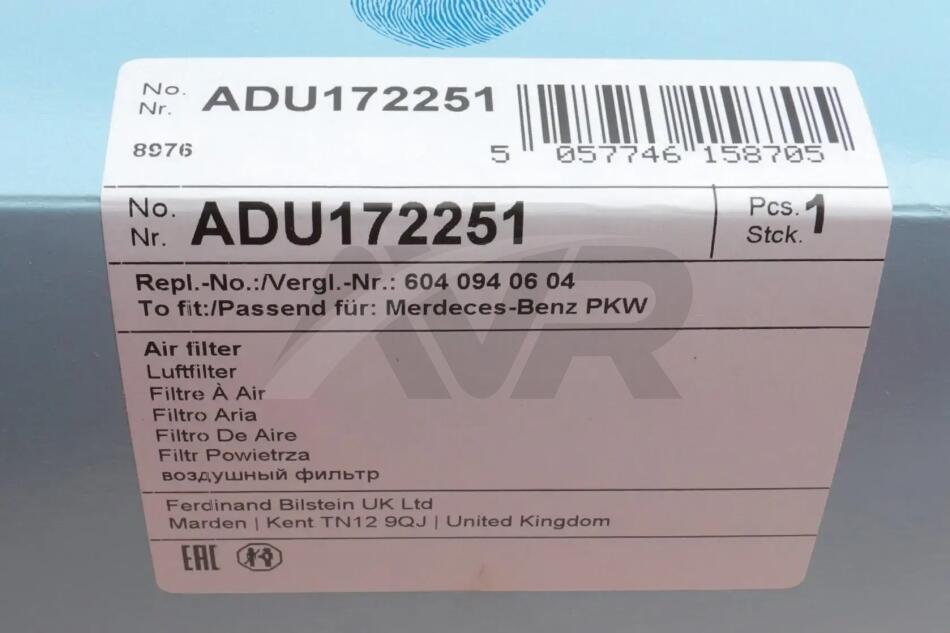 No. ADU172251
Nr.
8976
5 057746 158705
No. ADU172251 Pcs. 1
Nr. Stck.
Repl.-No.:/Vergl.-Nr.: 604 094 06 04
To fit:/Passend für: Merdeces-Benz PKW
AVR
Air filter
Luftfilter
Filtre À Air
Filtro Aria
Filtro De Aire
Filtr Powietrza
воздушный фильтр
Ferdinand Bilstein UK Ltd
Marden | Kent TN12 9QJ | United Kingdom
EAC